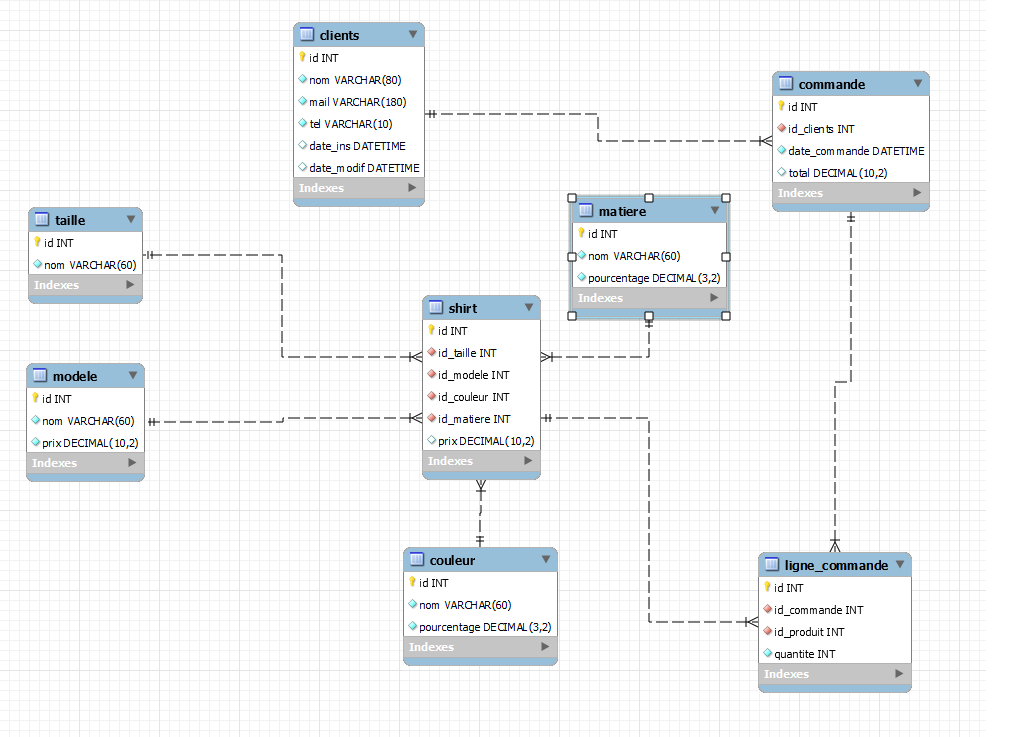 clients
id INT
nom VARCHAR(80)
mail VARCHAR(180)
tel VARCHAR(10)
date_ins DATETIME
date_modif DATETIME
Indexes
commande
id INT
id_clients INT
date_commande DATETIME
total DECIMAL(10,2)
Indexes
taille
id INT
nom VARCHAR(60)
Indexes
matiere
id INT
nom VARCHAR(60)
pourcentage DECIMAL(3,2)
Indexes
shirt
id INT
id_taille INT
id_modele INT
id_couleur INT
id_matiere INT
prix DECIMAL(10,2)
Indexes
modele
id INT
nom VARCHAR(60)
prix DECIMAL(10,2)
Indexes
couleur
id INT
nom VARCHAR(60)
pourcentage DECIMAL(3,2)
Indexes
ligne_commande
id INT
id_commande INT
id_produit INT
quantite INT
Indexes